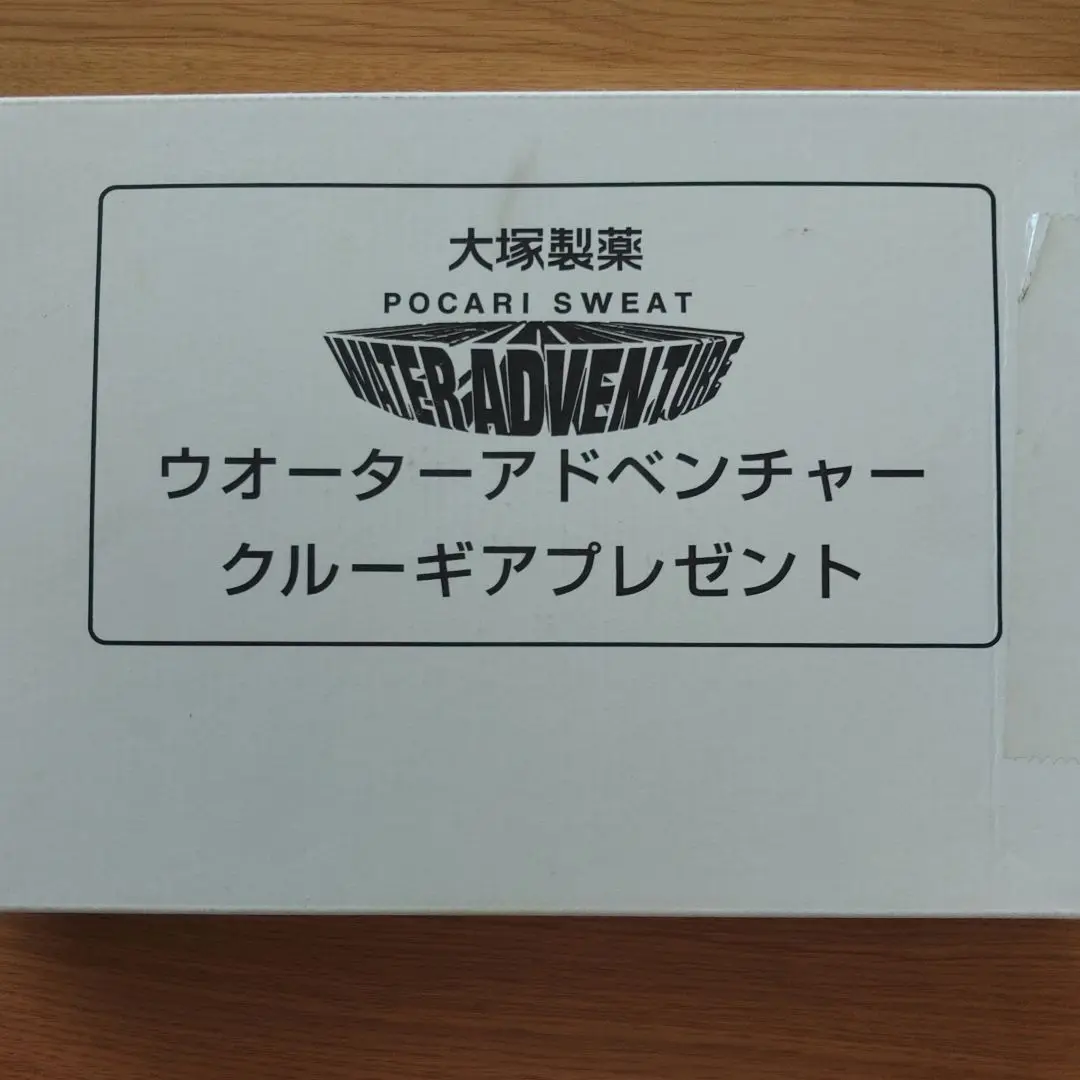 大塚製薬
POCARI SWEAT
WATER ADVENTURE
ウオーターアドベンチャー
クルーギアプレゼント